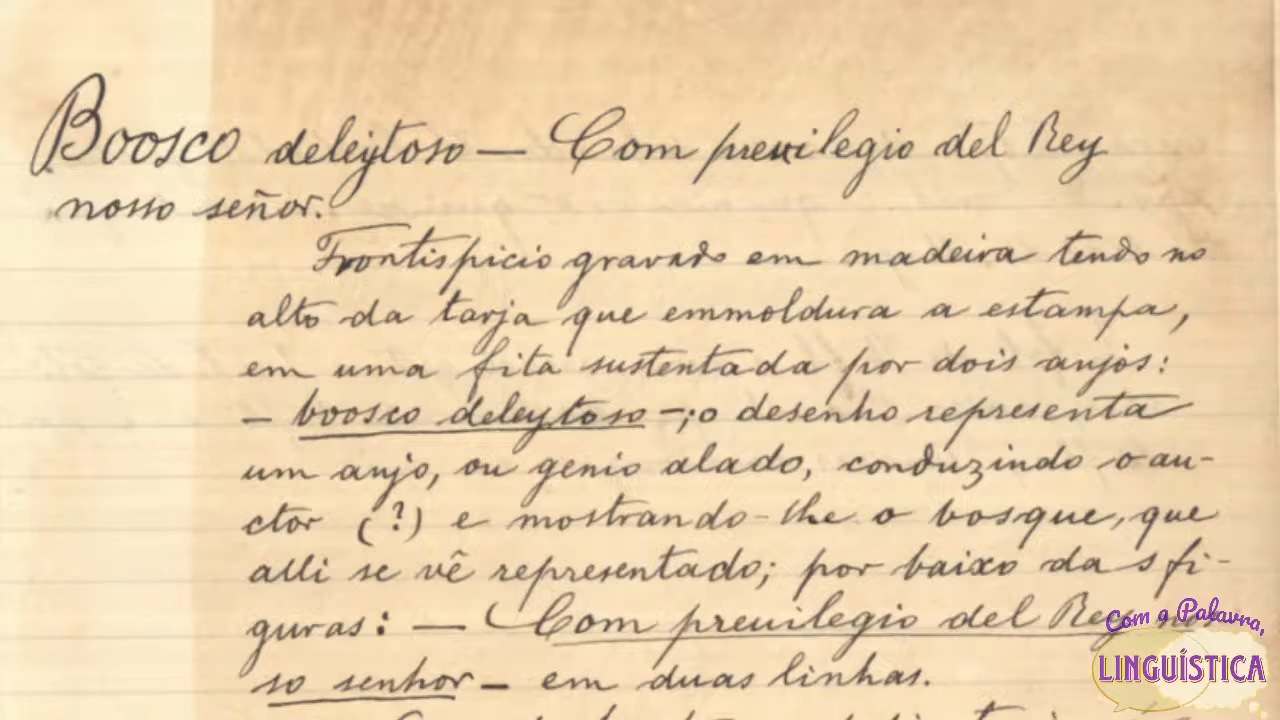 Boosco deleytoso — Com preuilegio del Rey
nosso señor.
Frontispicio gravado em madeira tendo no
alto da tarja que emmoldura a estampa,
em uma fita sustentada por dois anjos:
— boosco deleytoso —; o desenho representa
um anjo, ou genio alado, conduzindo o au-
ctor (?) e mostrando-lhe o bosque, que
alli se vê representado; por baixo das fi-
guras: — Com preuilegio del Rey nos
so senhor — em duas linhas.
Com a Palavra,
LINGUÍSTICA